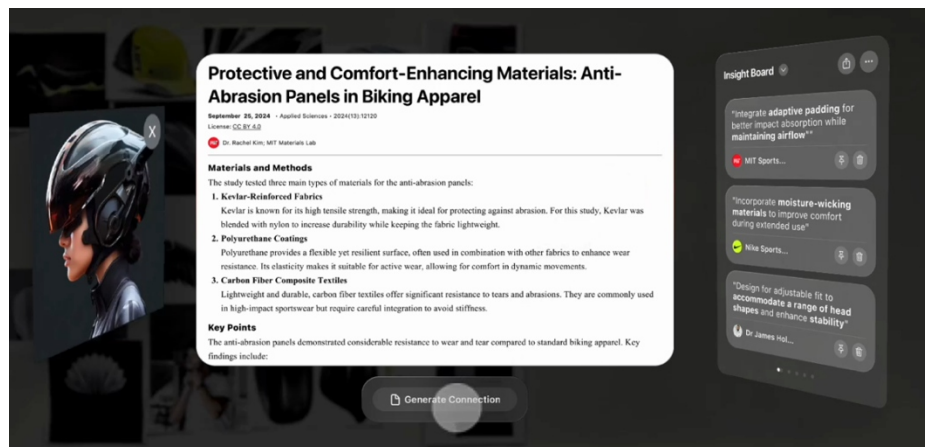 X
Protective and Comfort-Enhancing Materials: Anti-
Abrasion Panels in Biking Apparel
September 25, 2024 • Applied Sciences • 2024(13):12120
License: CC BY 4.0
Dr. Rachel Kim; MIT Materials Lab
Materials and Methods
The study tested three main types of materials for the anti-abrasion panels:
1. Kevlar-Reinforced Fabrics
Kevlar is known for its high tensile strength, making it ideal for protecting against abrasion. For this study, Kevlar was
blended with nylon to increase durability while keeping the fabric lightweight.
2. Polyurethane Coatings
Polyurethane provides a flexible yet resilient surface, often used in combination with other fabrics to enhance wear
resistance. Its elasticity makes it suitable for active wear, allowing for comfort in dynamic movements.
3. Carbon Fiber Composite Textiles
Lightweight and durable, carbon fiber textiles offer significant resistance to tears and abrasions. They are commonly used
in high-impact sportswear but require careful integration to avoid stiffness.
Key Points
The anti-abrasion panels demonstrated considerable resistance to wear and tear compared to standard biking apparel. Key
findings include:
Generate Connection
Insight Board
"Integrate adaptive padding for
better impact absorption while
maintaining airflow""
MIT Sports...
"Incorporate moisture-wicking
materials to improve comfort
during extended use"
Nike Sports...
"Design for adjustable fit to
accommodate a range of head
shapes and enhance stability"
Dr James Hol...